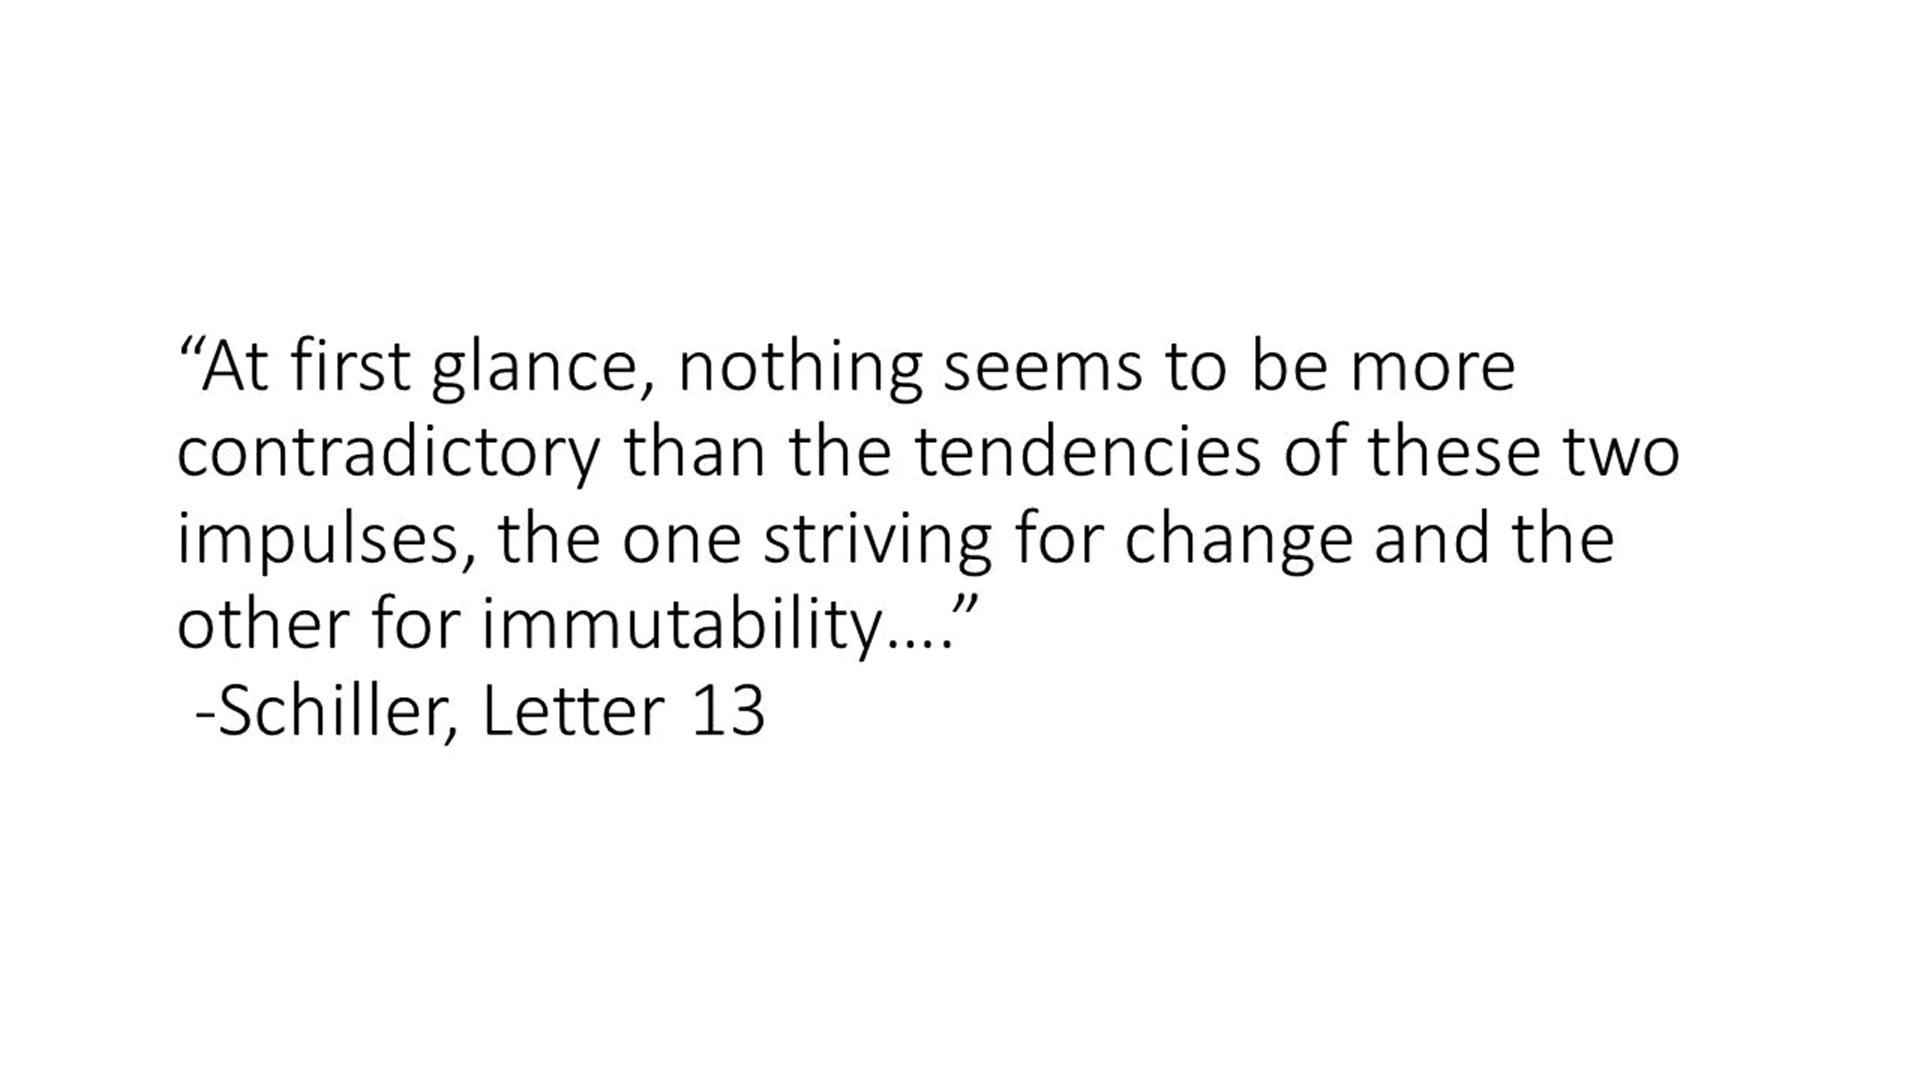 “At first glance, nothing seems to be more
contradictory than the tendencies of these two
impulses, the one striving for change and the
other for immutability….”
-Schiller, Letter 13